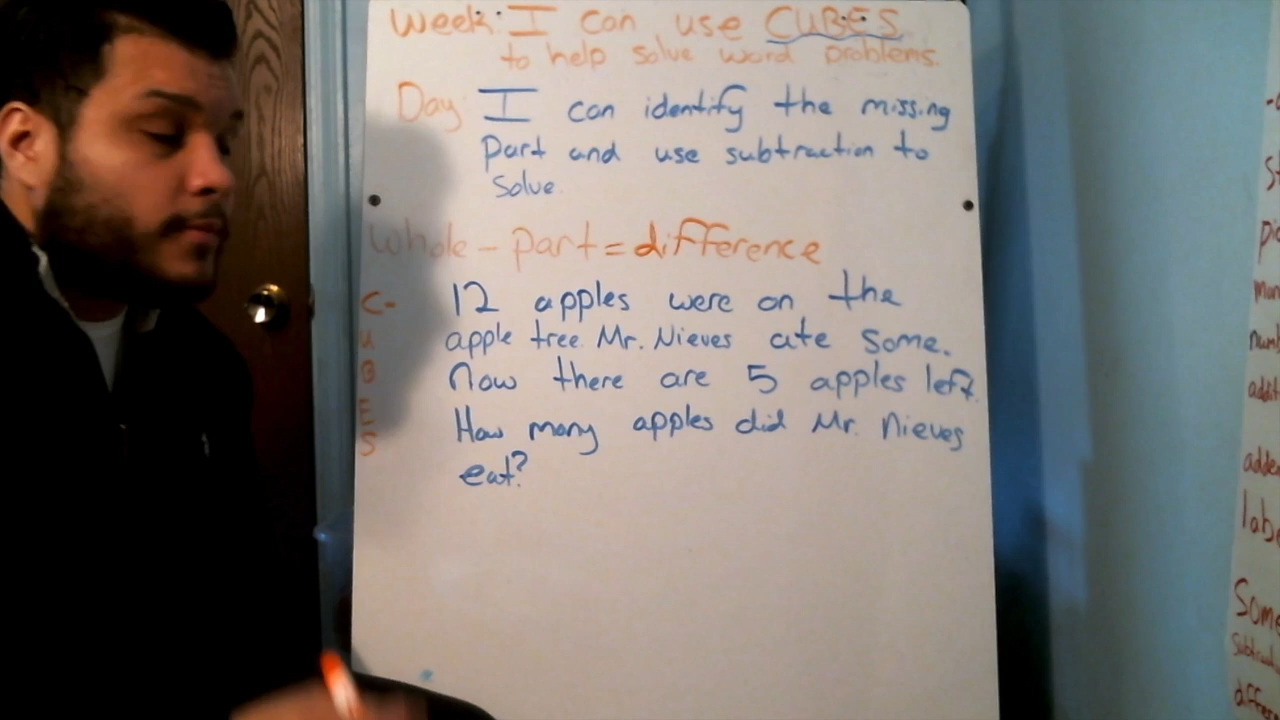 Week: I can use CUBES
to help solve word problems.
Day I can identify the missing
part and use subtraction to
solve.
Whole - part = difference
C- 12 apples were on the
U apple tree. Mr. Nieves ate some.
B Now there are 5 apples left.
E How many apples did Mr. Nieves
S eat?
label